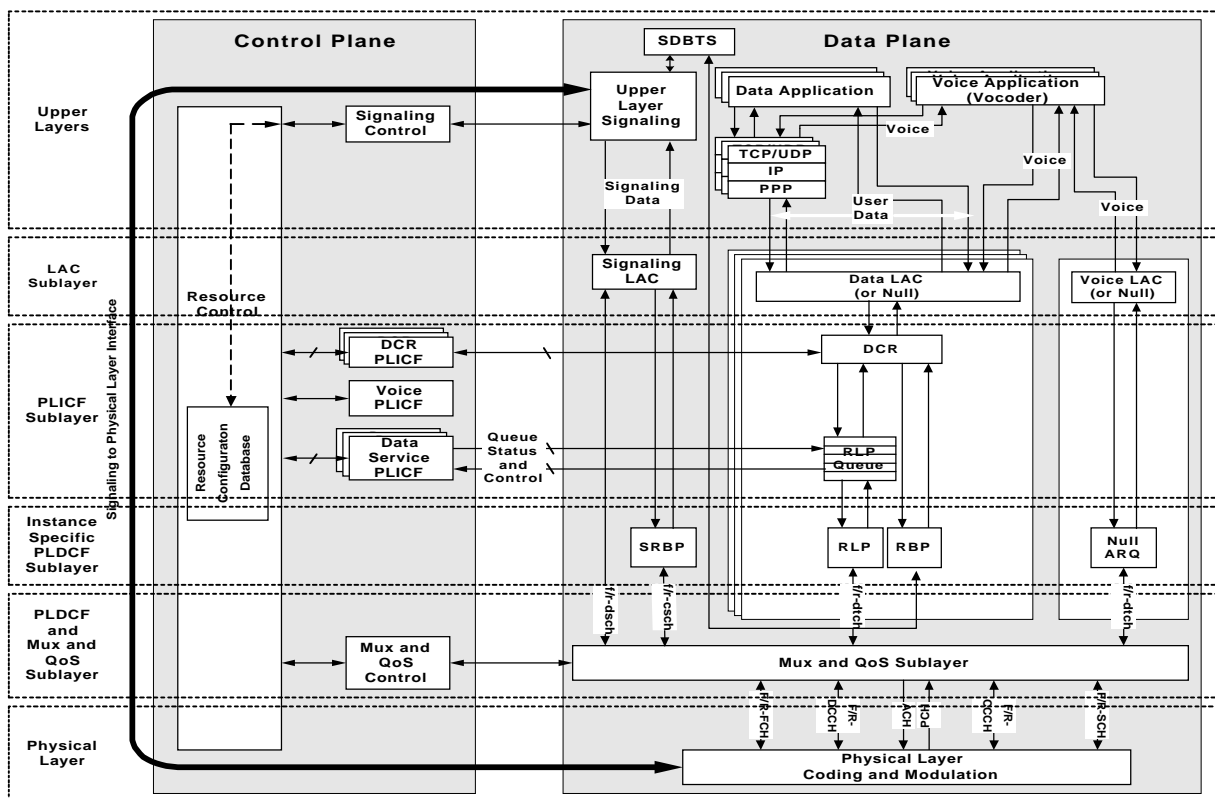 Control Plane
Data Plane
SDBTS
Upper
Layers
Signaling
Control
Upper
Layer
Signaling
Data Application
Voice Application
(Vocoder)
Voice
TCP/UDP
IP
PPP
Voice
Signaling
Data
User
Data
Voice
LAC
Sublayer
Signaling
LAC
Data LAC
(or Null)
Voice LAC
(or Null)
Resource
Control
Signaling to Physical Layer Interface
PLICF
Sublayer
DCR
PLICF
DCR
Voice
PLICF
Resource
Configuraton
Database
Data
Service
PLICF
Queue
Status
and
Control
RLP
Queue
Instance
Specific
PLDCF
Sublayer
SRBP
RLP
RBP
Null
ARQ
f/r-dsch
f/r-csch
f/r-dtch
f/r-dtch
PLDCF
and
Mux and
QoS
Sublayer
Mux and
QoS
Control
Mux and QoS Sublayer
F/R-FCH
F/R-
DCCH
ACH
PCH
F/R-
CCCH
F/R-SCH
Physical
Layer
Physical Layer
Coding and Modulation